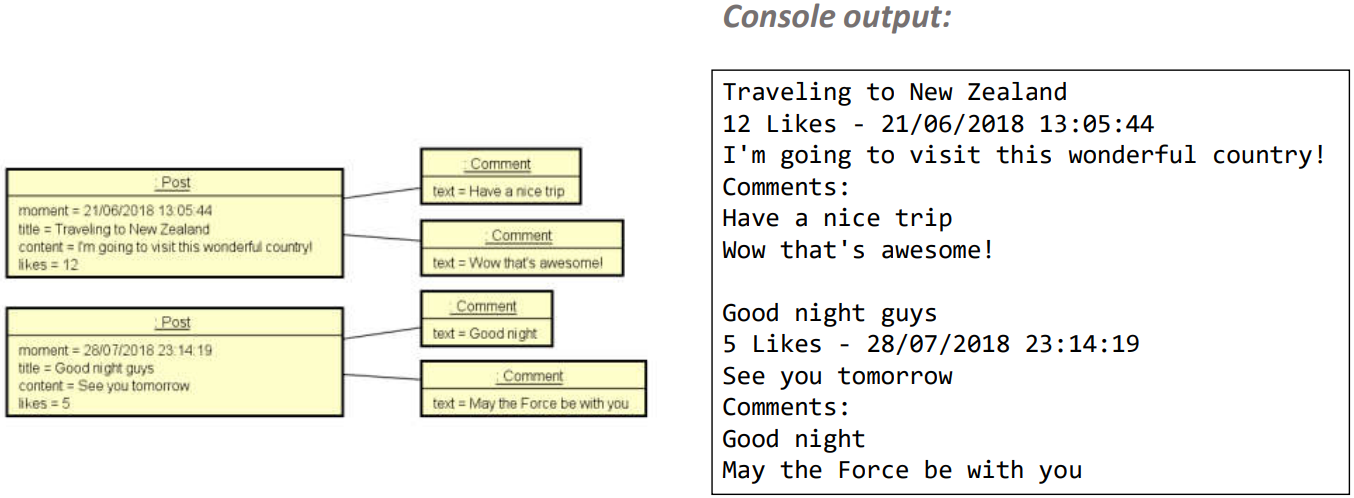 Console output:
: Post
moment = 21/06/2018 13:05:44
title = Traveling to New Zealand
content = I'm going to visit this wonderful country!
likes = 12
: Comment
text = Have a nice trip
: Comment
text = Wow that's awesome!
: Post
moment = 28/07/2018 23:14:19
title = Good night guys
content = See you tomorrow
likes = 5
: Comment
text = Good night
: Comment
text = May the Force be with you
Traveling to New Zealand
12 Likes - 21/06/2018 13:05:44
I'm going to visit this wonderful country!
Comments:
Have a nice trip
Wow that's awesome!
Good night guys
5 Likes - 28/07/2018 23:14:19
See you tomorrow
Comments:
Good night
May the Force be with you